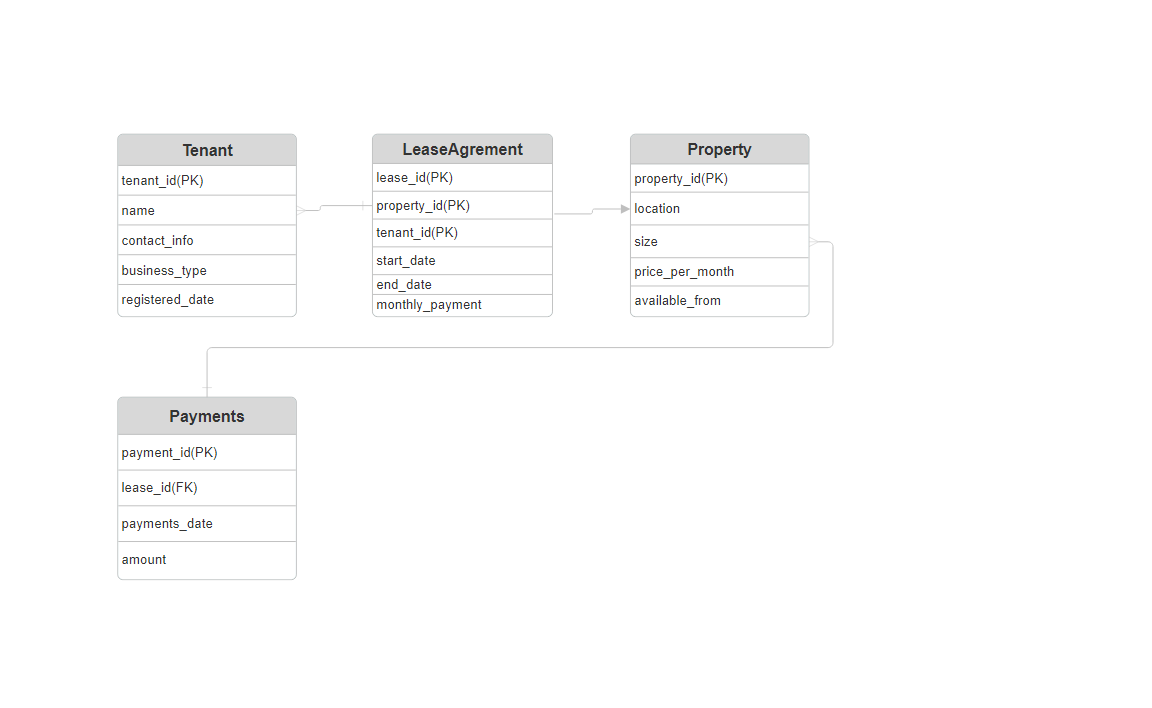 Tenant
tenant_id(PK)
name
contact_info
business_type
registered_date
LeaseAgrement
lease_id(PK)
property_id(PK)
tenant_id(PK)
start_date
end_date
monthly_payment
Property
property_id(PK)
location
size
price_per_month
available_from
Payments
payment_id(PK)
lease_id(FK)
payments_date
amount